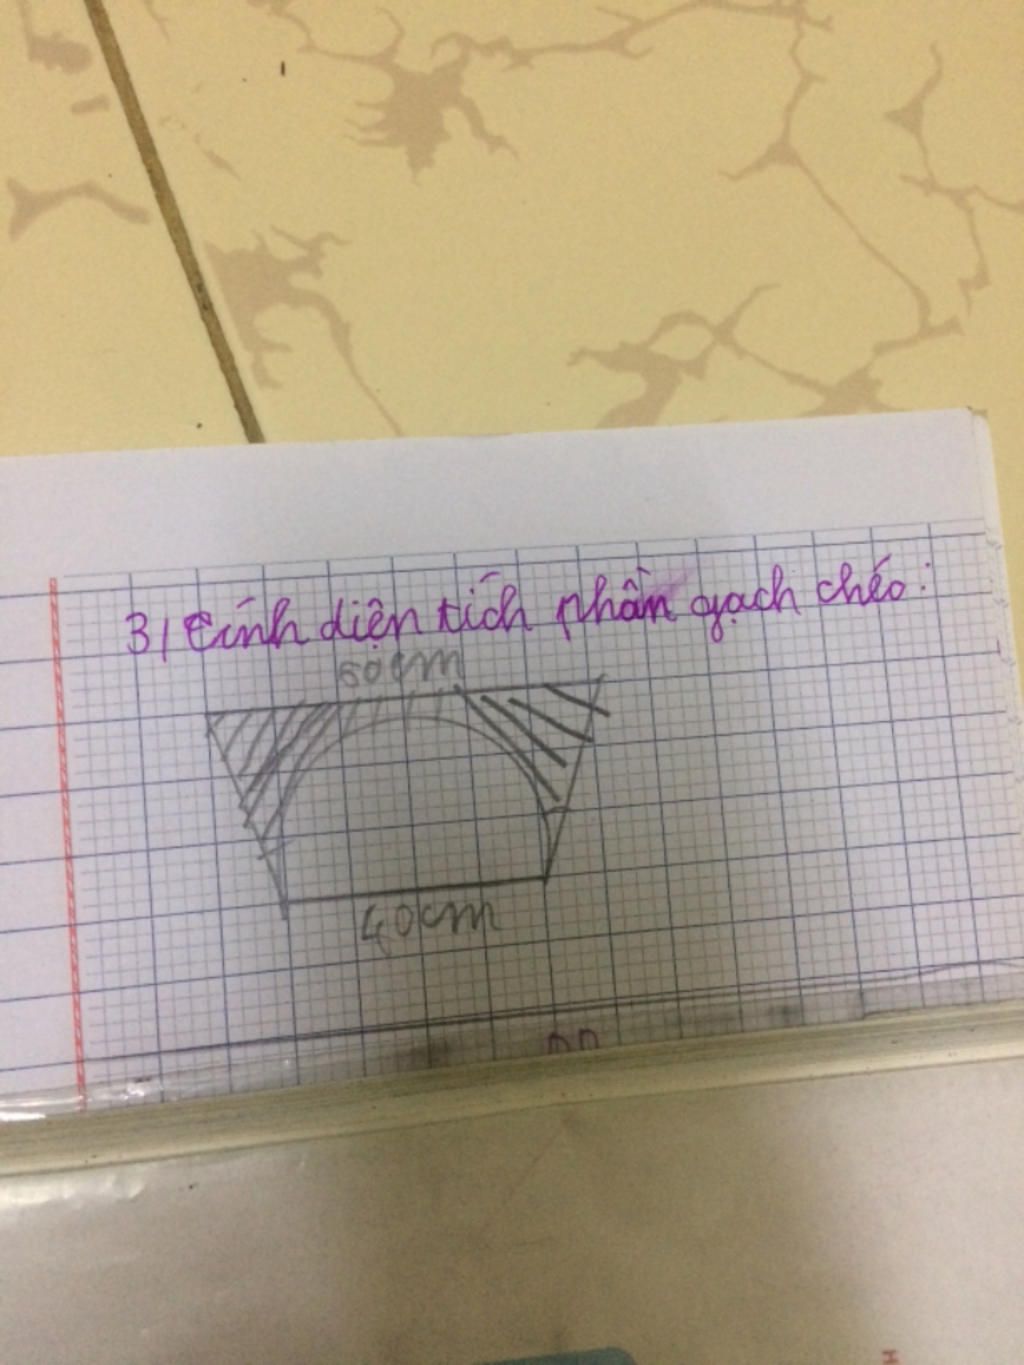 3/ Tính diện tích phần gạch chéo:
60cm
40cm